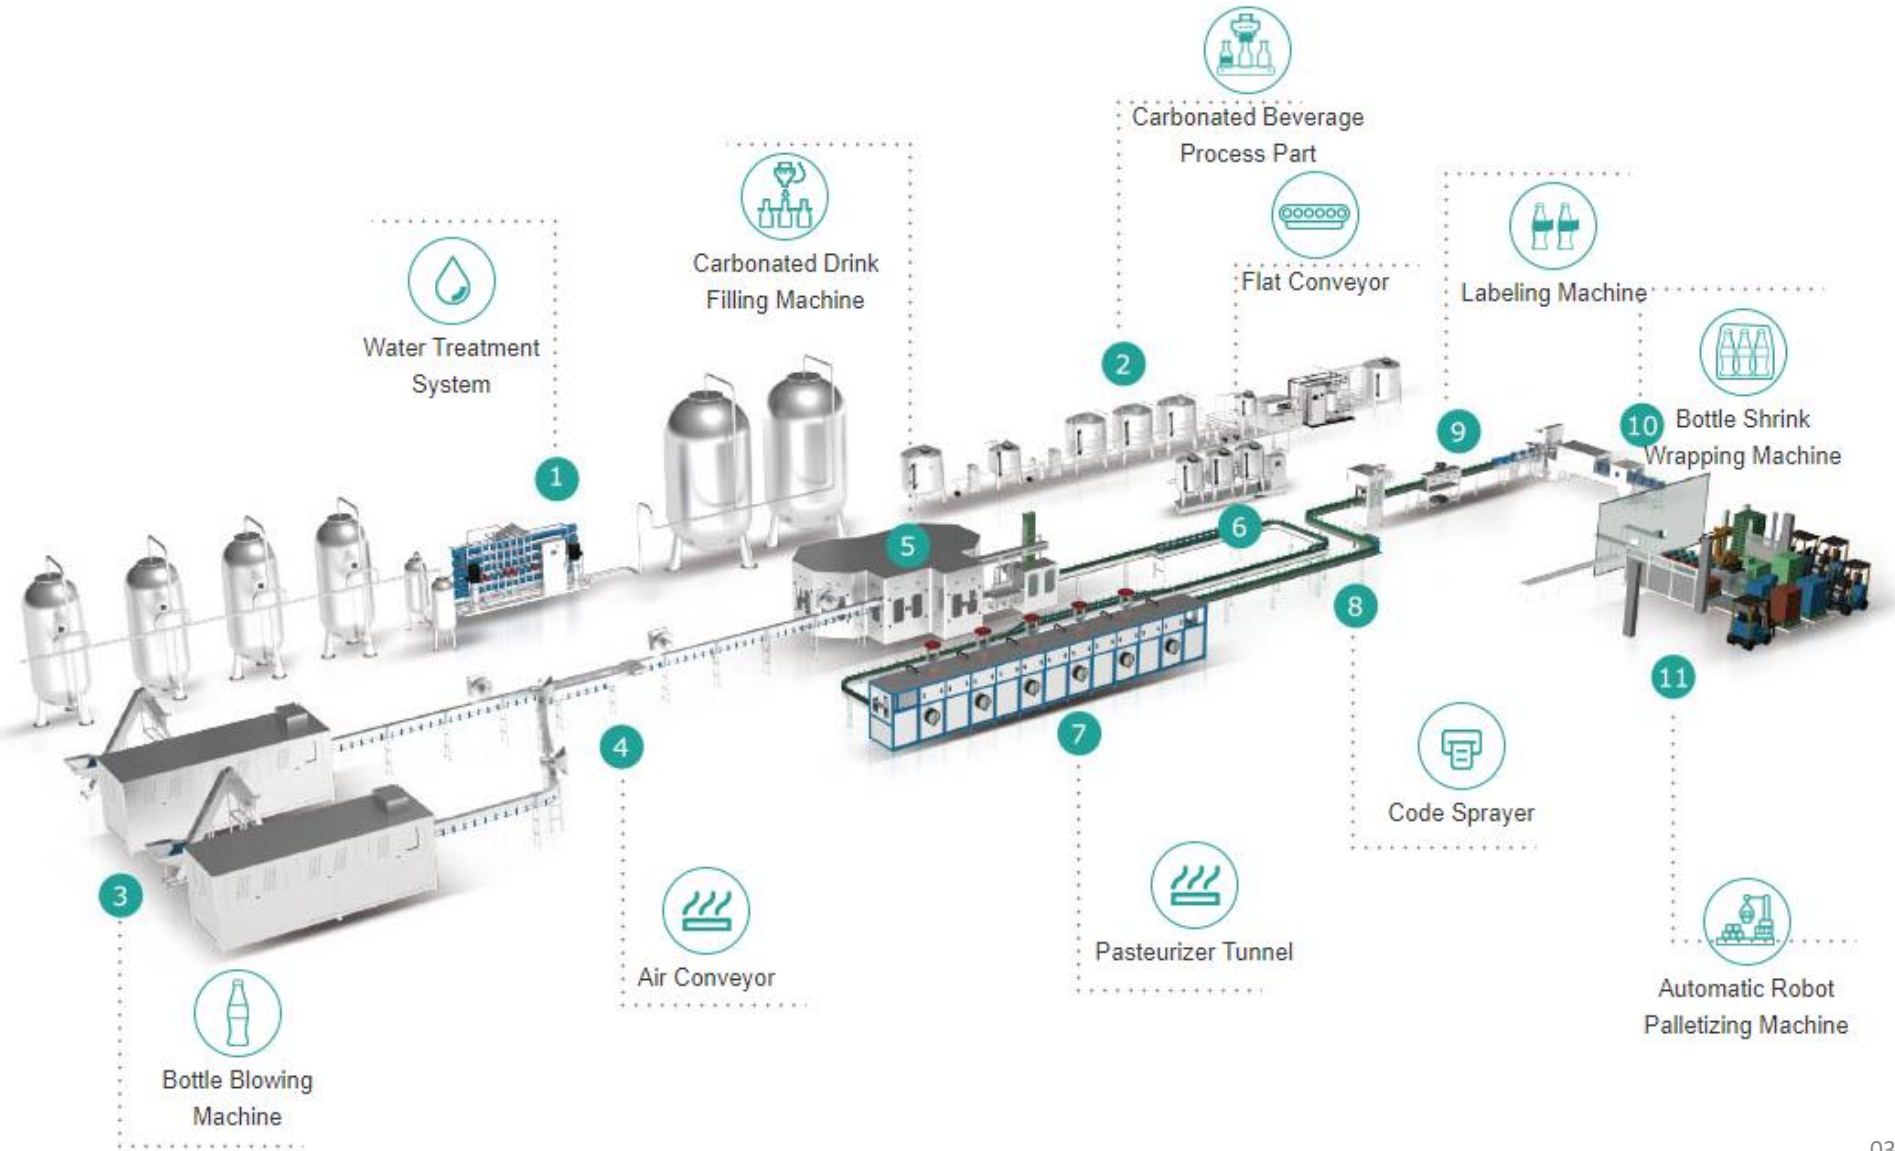 Carbonated Beverage
Process Part
Carbonated Drink
Filling Machine
Flat Conveyor
Labeling Machine
Water Treatment
System
Bottle Shrink
Wrapping Machine
2
9
10
1
6
5
8
11
7
4
3
Code Sprayer
Pasteurizer Tunnel
Air Conveyor
Automatic Robot
Palletizing Machine
Bottle Blowing
Machine
03